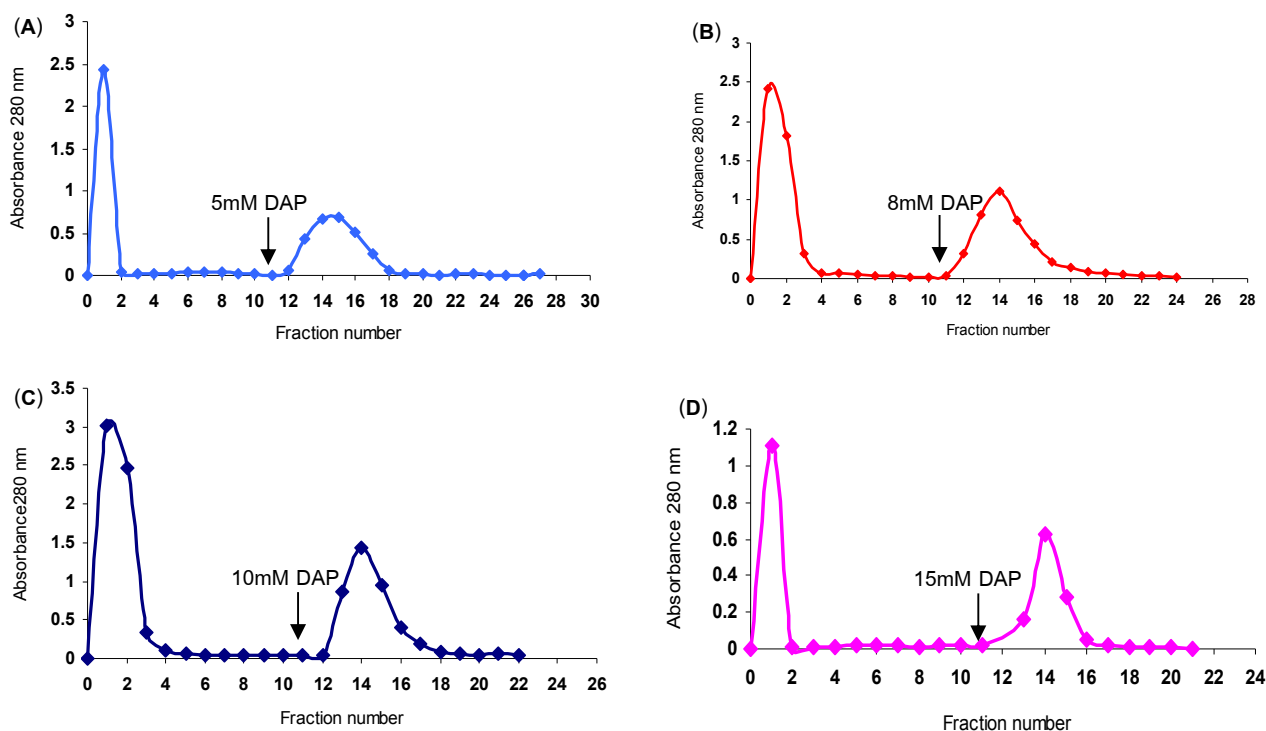 (A)
Absorbance 280 nm
3
2.5
2
1.5
1
0.5
0
5mM DAP
0 2 4 6 8 10 12 14 16 18 20 22 24 26 28 30
Fraction number
(B)
Absorbance 280 nm
3
2.5
2
1.5
1
0.5
0
8mM DAP
0 2 4 6 8 10 12 14 16 18 20 22 24 26 28
Fraction number
(C)
Absorbance280 nm
3.5
3
2.5
2
1.5
1
0.5
0
10mM DAP
0 2 4 6 8 10 12 14 16 18 20 22 24 26
Fraction number
(D)
Absorbance 280 nm
1.2
1
0.8
0.6
0.4
0.2
0
15mM DAP
0 2 4 6 8 10 12 14 16 18 20 22 24
Fraction number